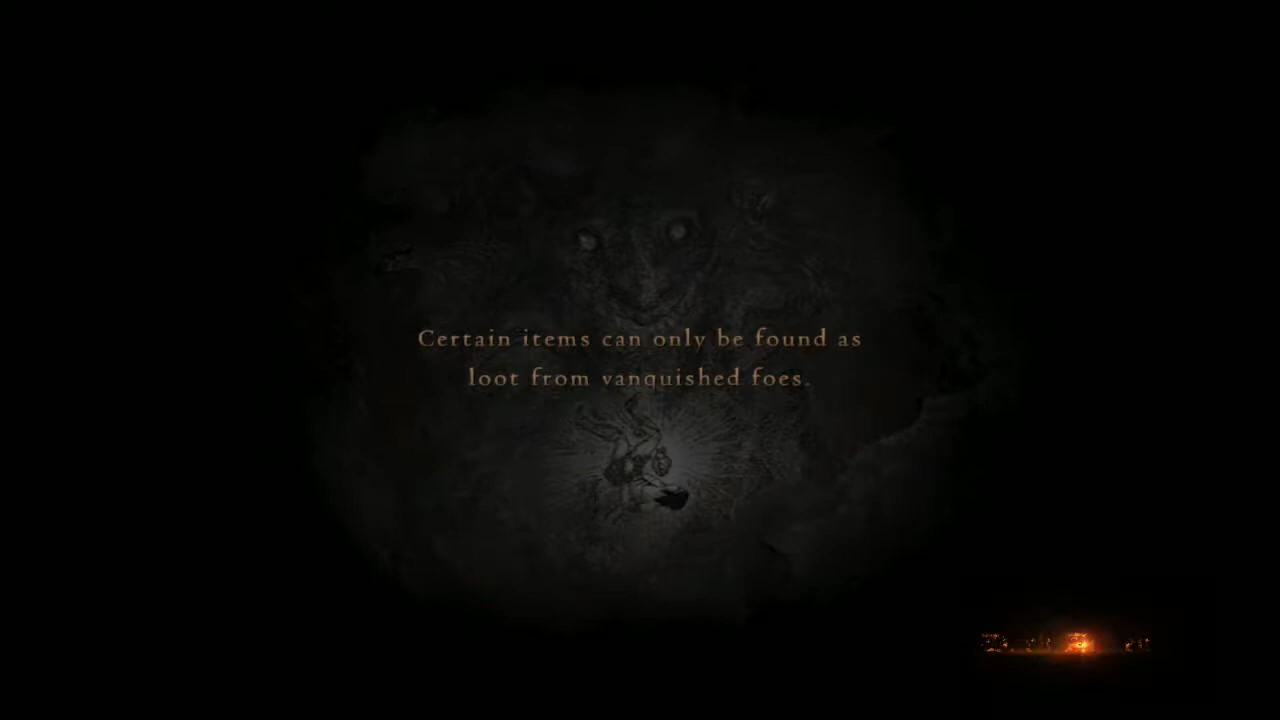 Certain items can only be found as
loot from vanquished foes.